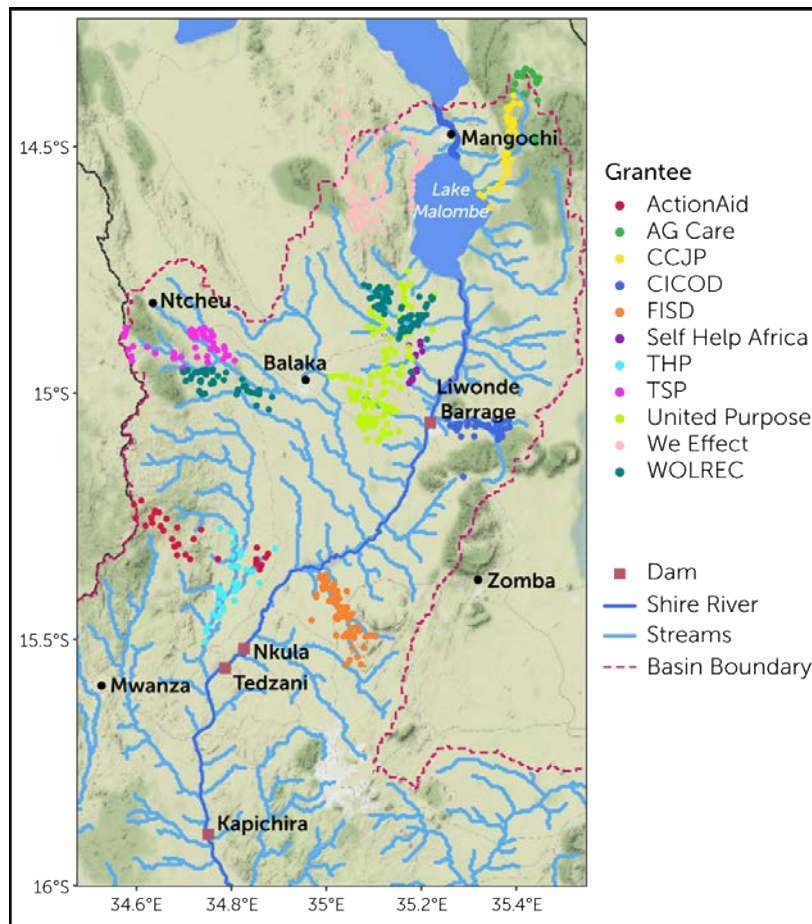 14.5°S
15°S
15.5°S
16°S
34.6°E
34.8°E
35°E
35.2°E
35.4°E
Mangochi
Lake
Malombe
Ntcheu
Balaka
Liwonde
Barrage
Zomba
Nkula
Tedzani
Mwanza
Kapichira
Grantee
ActionAid
AG Care
CCJP
CICOD
FISD
Self Help Africa
THP
TSP
United Purpose
We Effect
WOLREC
Dam
Shire River
Streams
Basin Boundary